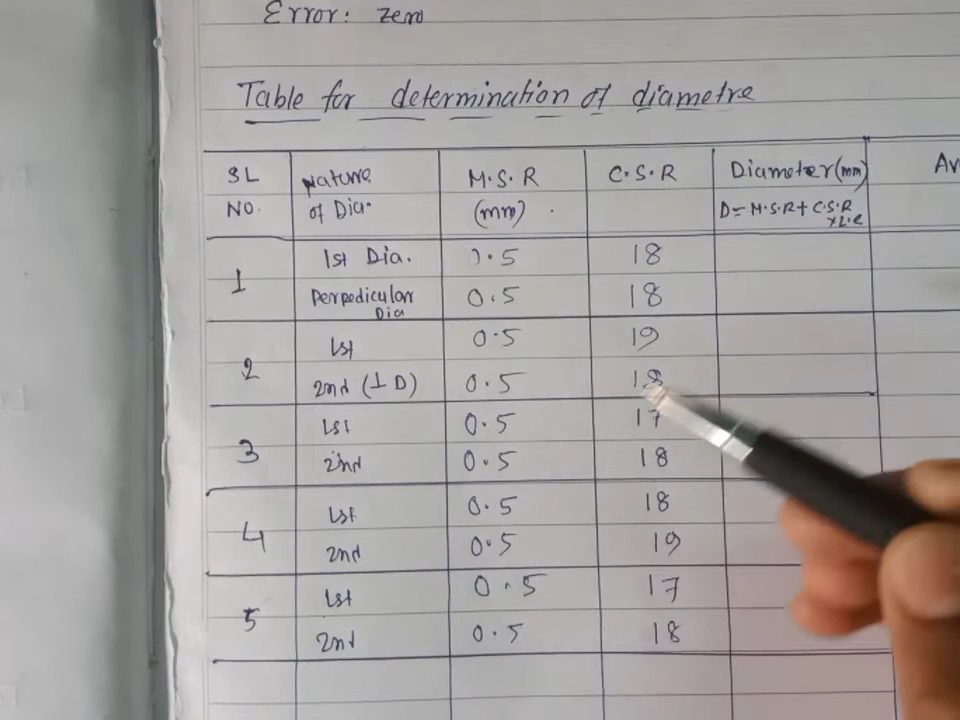 Error: zero
Table for determination of diametre
SL NO. Nature of Dia. M.S.R (mm) . C.S.R Diameter(mm) D = M.S.R + C.S.R x L.C
1 1st Dia. 0.5 18
Perpedicular Dia 0.5 18
2 1st 0.5 19
2nd (⊥ D) 0.5 18
3 1st 0.5 17
2nd 0.5 18
4 1st 0.5 18
2nd 0.5 19
5 1st 0.5 17
2nd 0.5 18